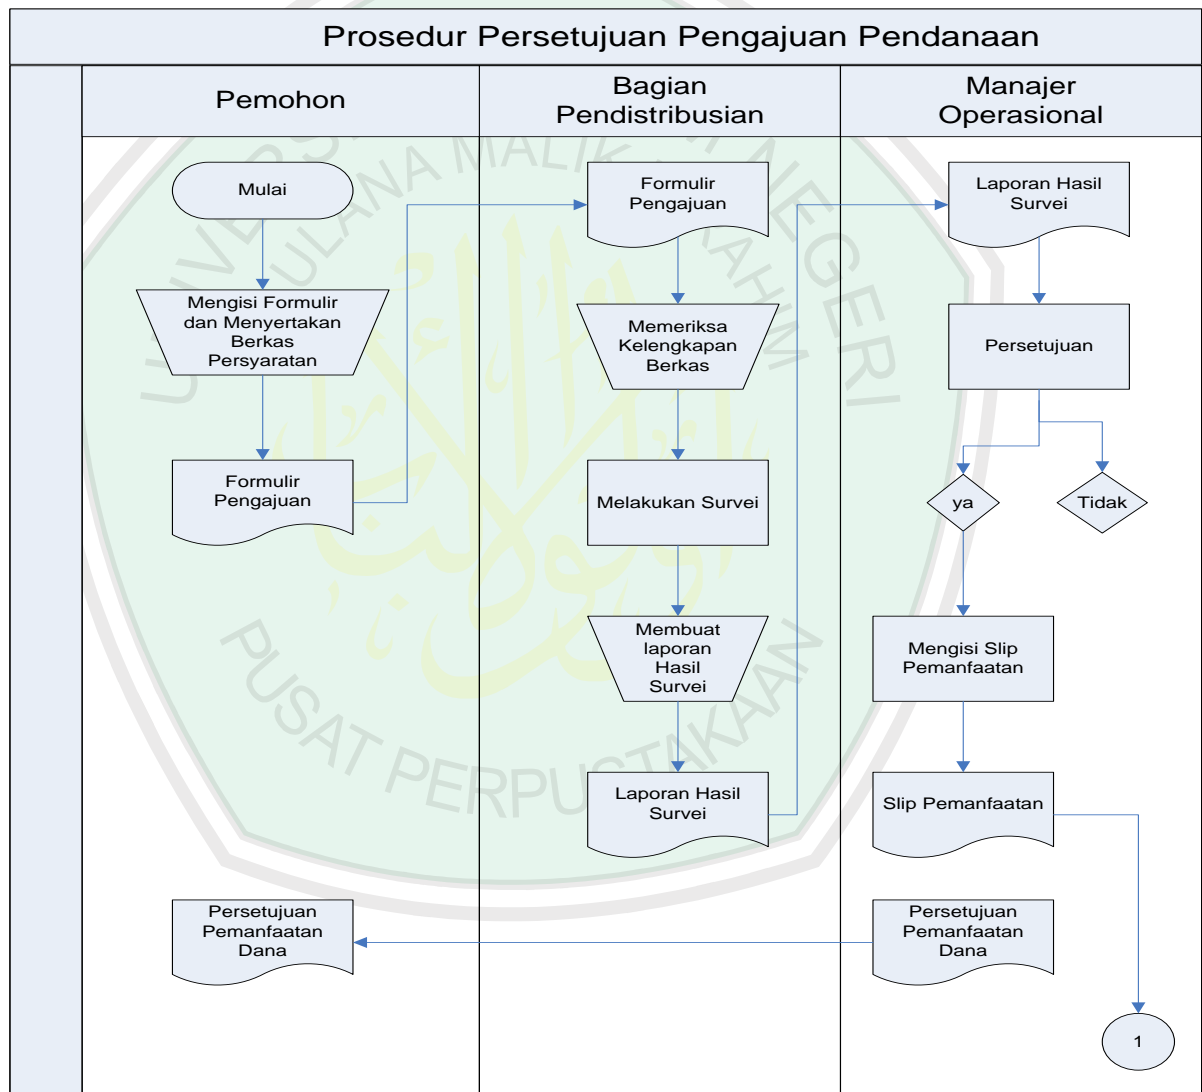 Prosedur Persetujuan Pengajuan Pendanaan
Pemohon
Bagian
Pendistribusian
Manajer
Operasional
Mulai
Mengisi Formulir
dan Menyertakan
Berkas
Persyaratan
Formulir
Pengajuan
Persetujuan
Pemanfaatan
Dana
Formulir
Pengajuan
Memeriksa
Kelengkapan
Berkas
Melakukan Survei
Membuat
laporan
Hasil
Survei
Laporan Hasil
Survei
Laporan Hasil
Survei
Persetujuan
ya
Tidak
Mengisi Slip
Pemanfaatan
Slip Pemanfaatan
Persetujuan
Pemanfaatan
Dana
1
PUSAT PERPUSTAKAAN